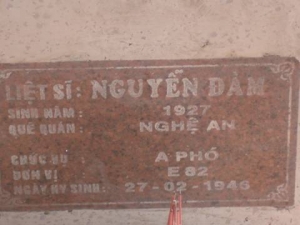 LIỆT SĨ: NGUYỄN ĐÀM
SINH NĂM: 1927
QUÊ QUÁN: NGHỆ AN
CHỨC VỤ: A PHÓ
ĐƠN VỊ: E 82
NGÀY HY SINH: 27-02-1946